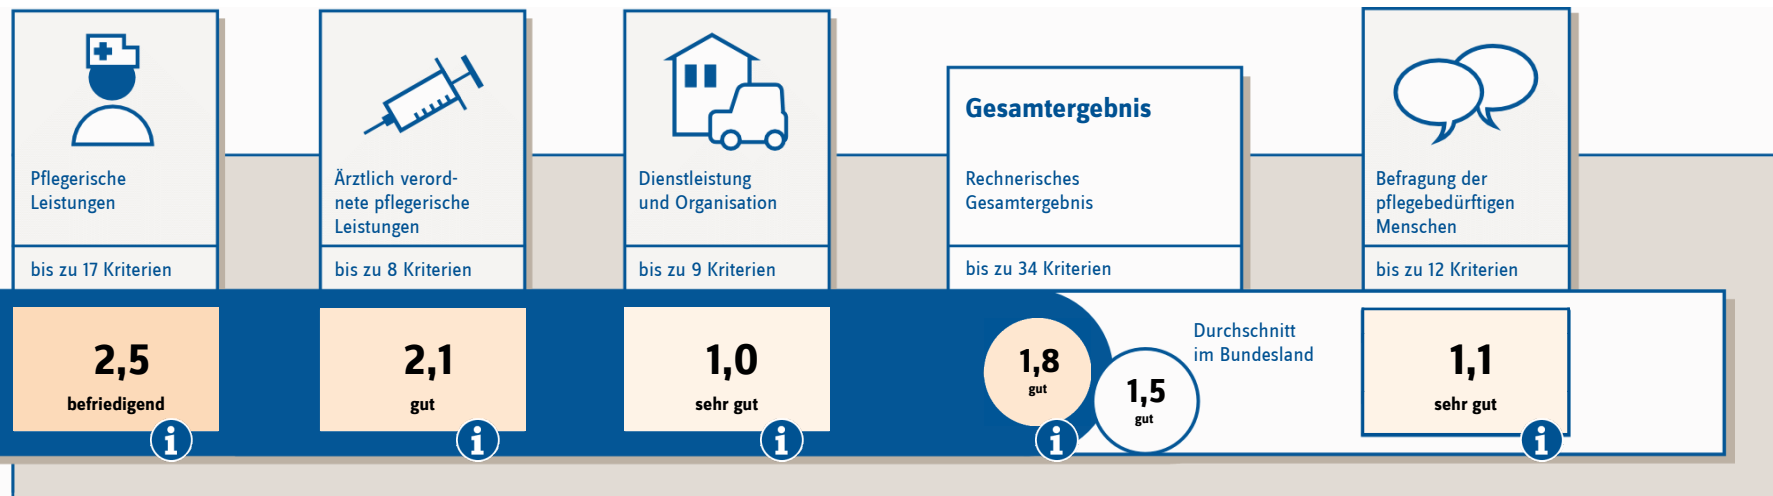 Pflegerische
Leistungen
bis zu 17 Kriterien
2,5
befriedigend
i
Ärztlich verord-
nete pflegerische
Leistungen
bis zu 8 Kriterien
2,1
gut
i
Dienstleistung
und Organisation
bis zu 9 Kriterien
1,0
sehr gut
i
Gesamtergebnis
Rechnerisches
Gesamtergebnis
bis zu 34 Kriterien
1,8
gut
i
1,5
gut
Durchschnitt
im Bundesland
Befragung der
pflegebedürftigen
Menschen
bis zu 12 Kriterien
1,1
sehr gut
i